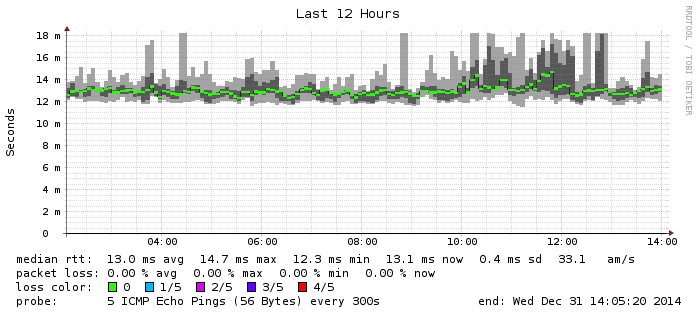 Last 12 Hours
RRDTOOL / TOBI OETIKER
Seconds
18 m
16 m
14 m
12 m
10 m
8 m
6 m
4 m
2 m
0
04:00 06:00 08:00 10:00 12:00 14:00
median rtt: 13.0 ms avg 14.7 ms max 12.3 ms min 13.1 ms now 0.4 ms sd 33.1 am/s
packet loss: 0.00 % avg 0.00 % max 0.00 % min 0.00 % now
loss color: 0 1/5 2/5 3/5 4/5
probe: 5 ICMP Echo Pings (56 Bytes) every 300s end: Wed Dec 31 14:05:20 2014